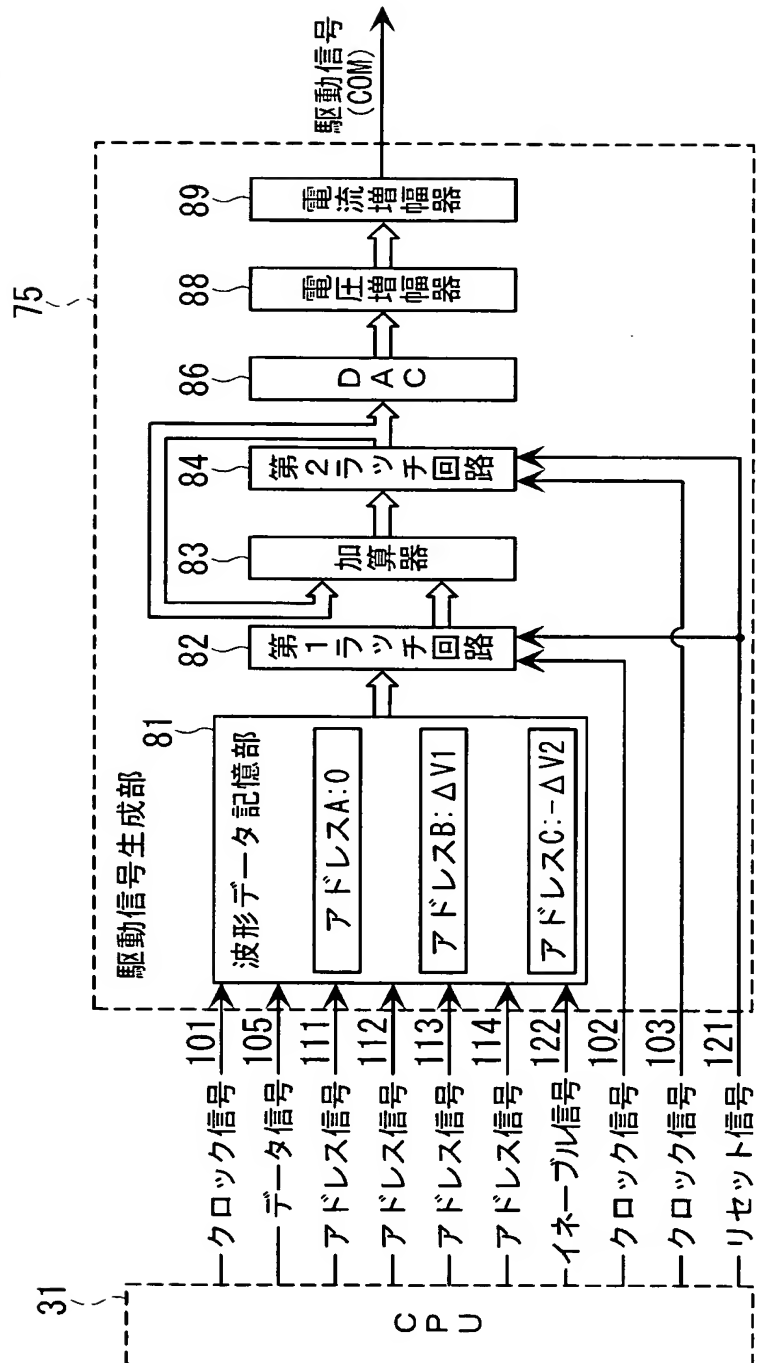 31
CPU
クロック信号 101
データ信号 105
アドレス信号 111
アドレス信号 112
アドレス信号 113
アドレス信号 114
イネーブル信号 122
クロック信号 102
クロック信号 103
リセット信号 121
75
駆動信号生成部
波形データ記憶部
81
アドレスA:0
アドレスB:△V1
アドレスC:-△V2
82
第1ラッチ回路
83
加算器
84
第2ラッチ回路
86
DAC
88
電圧増幅器
89
電流増幅器
駆動信号
(COM)